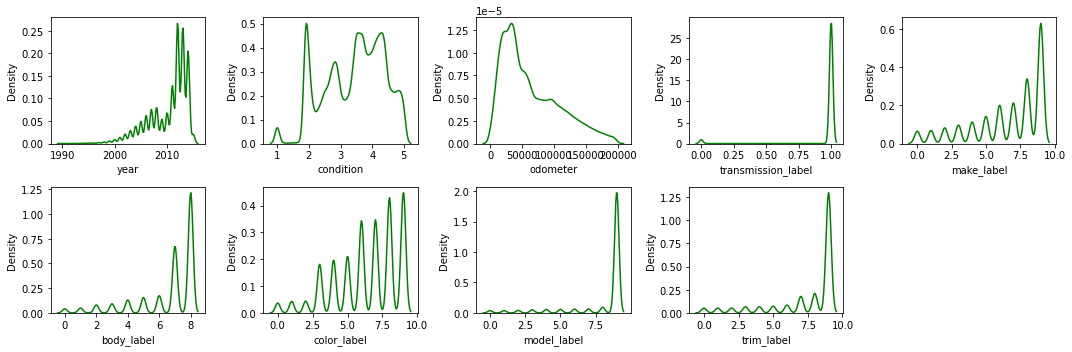 1e−5
0.25 0.20 0.15 0.10 0.05 0.00
Density
1990 2000 2010
year
0.5 0.4 0.3 0.2 0.1 0.0
Density
1 2 3 4 5
condition
1.25 1.00 0.75 0.50 0.25 0.00
Density
0 50000 100000 150000 200000
odometer
25 20 15 10 5 0
Density
0.00 0.25 0.50 0.75 1.00
transmission_label
0.6 0.4 0.2 0.0
Density
0.0 2.5 5.0 7.5 10.0
make_label
1.25 1.00 0.75 0.50 0.25 0.00
Density
0 2 4 6 8
body_label
0.4 0.3 0.2 0.1 0.0
Density
0.0 2.5 5.0 7.5 10.0
color_label
2.0 1.5 1.0 0.5 0.0
Density
0.0 2.5 5.0 7.5
model_label
1.25 1.00 0.75 0.50 0.25 0.00
Density
0.0 2.5 5.0 7.5 10.0
trim_label